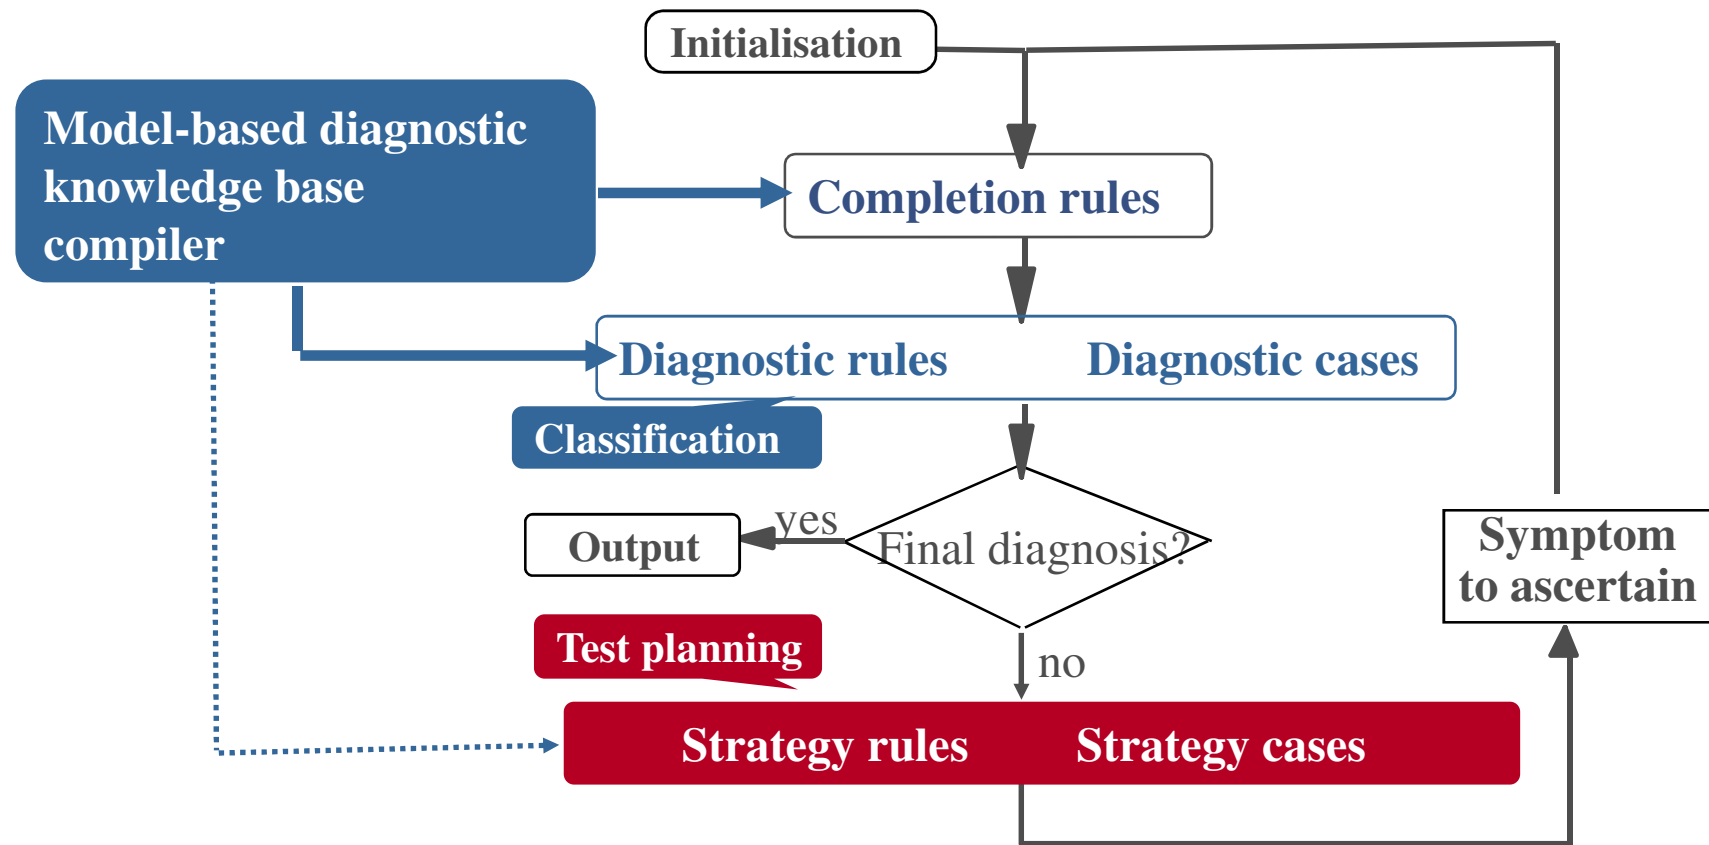 Initialisation
Model-based diagnostic
knowledge base
compiler
Completion rules
Diagnostic rules Diagnostic cases
Classification
yes
Output
Final diagnosis?
Symptom
to ascertain
Test planning
no
Strategy rules Strategy cases